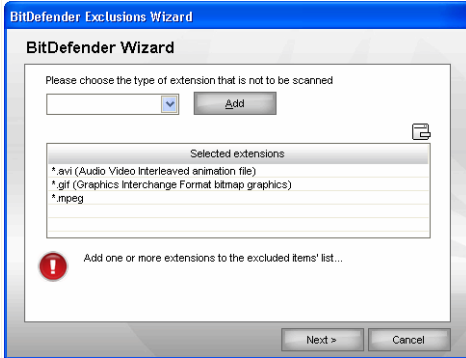 BitDefender Exclusions Wizard
BitDefender Wizard
Please choose the type of extension that is not to be scanned
Add
Selected extensions
*.avi (Audio Video Interleaved animation file)
*.gif (Graphics Interchange Format bitmap graphics)
*.mpeg
Add one or more extensions to the excluded items' list...
Next > Cancel